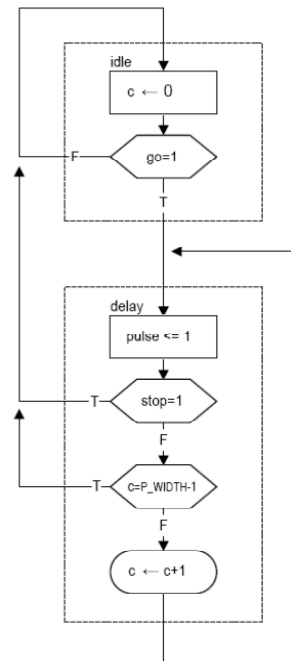 idle
c ← 0
F
go=1
T
delay
pulse <= 1
T
stop=1
F
T
c=P_WIDTH-1
F
c ← c+1